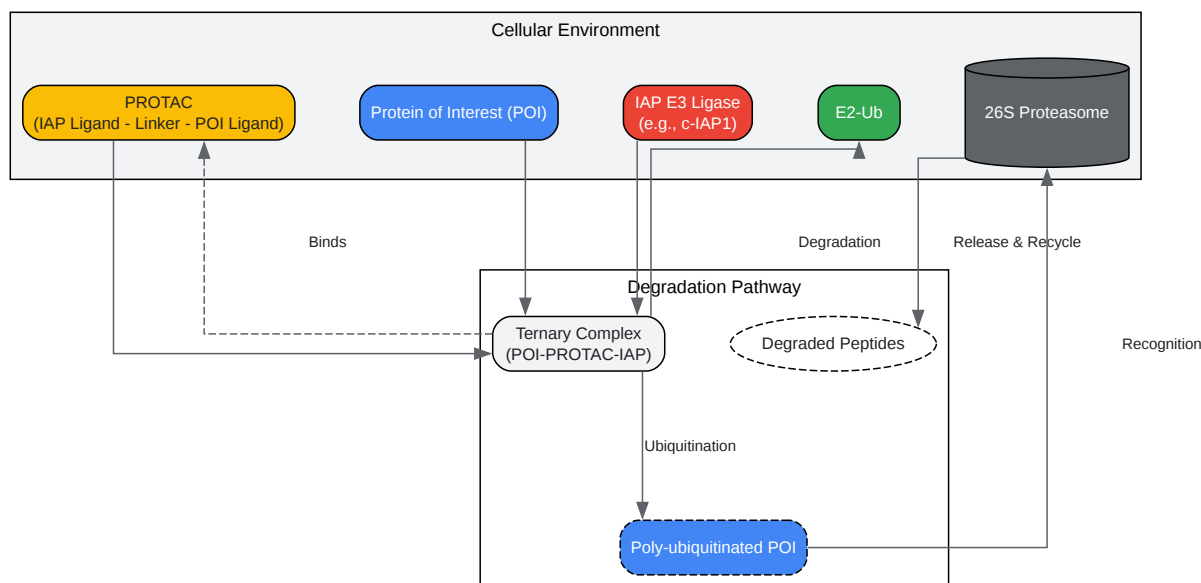 Cellular Environment
PROTAC
(IAP Ligand - Linker - POI Ligand)
Protein of Interest (POI)
IAP E3 Ligase
(e.g., c-IAP1)
E2-Ub
26S Proteasome
Binds
Degradation
Release & Recycle
Degradation Pathway
Ternary Complex
(POI-PROTAC-IAP)
Degraded Peptides
Recognition
Ubiquitination
Poly-ubiquitinated POI